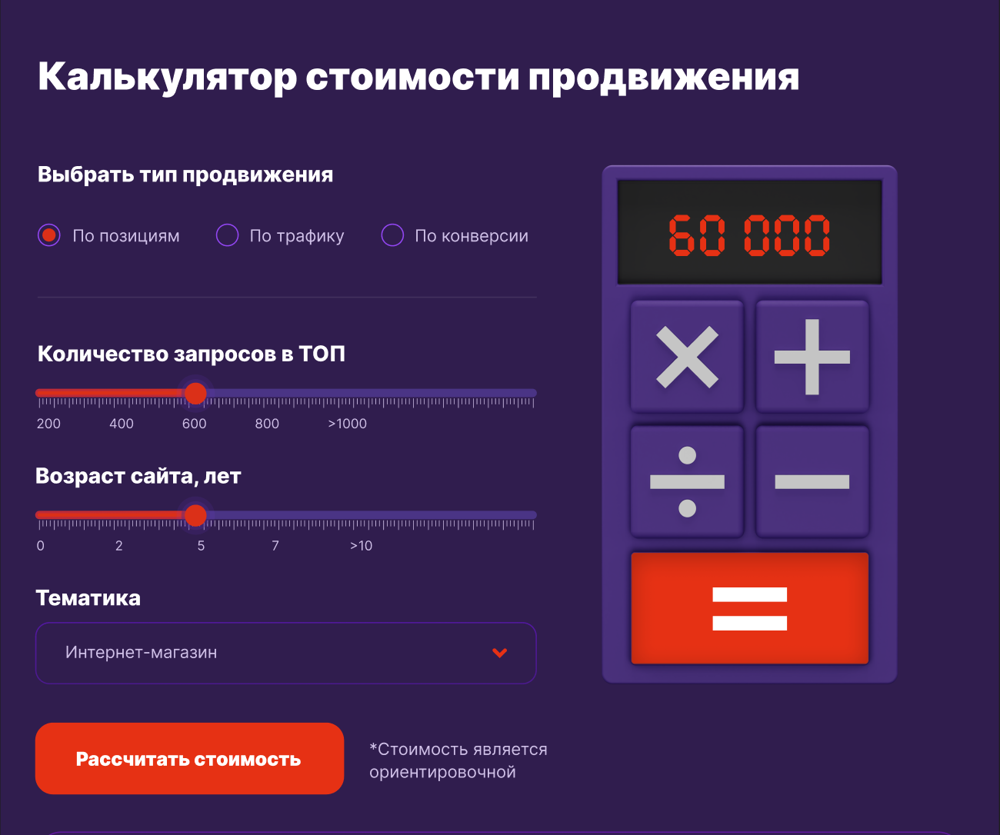 Калькулятор стоимости продвижения
Выбрать тип продвижения
По позициям По трафику По конверсии
Количество запросов в ТОП
200 400 600 800 >1000
Возраст сайта, лет
0 2 5 7 >10
Тематика
Интернет-магазин
Рассчитать стоимость
*Стоимость является
ориентировочной
60 000
× +
÷ −
=